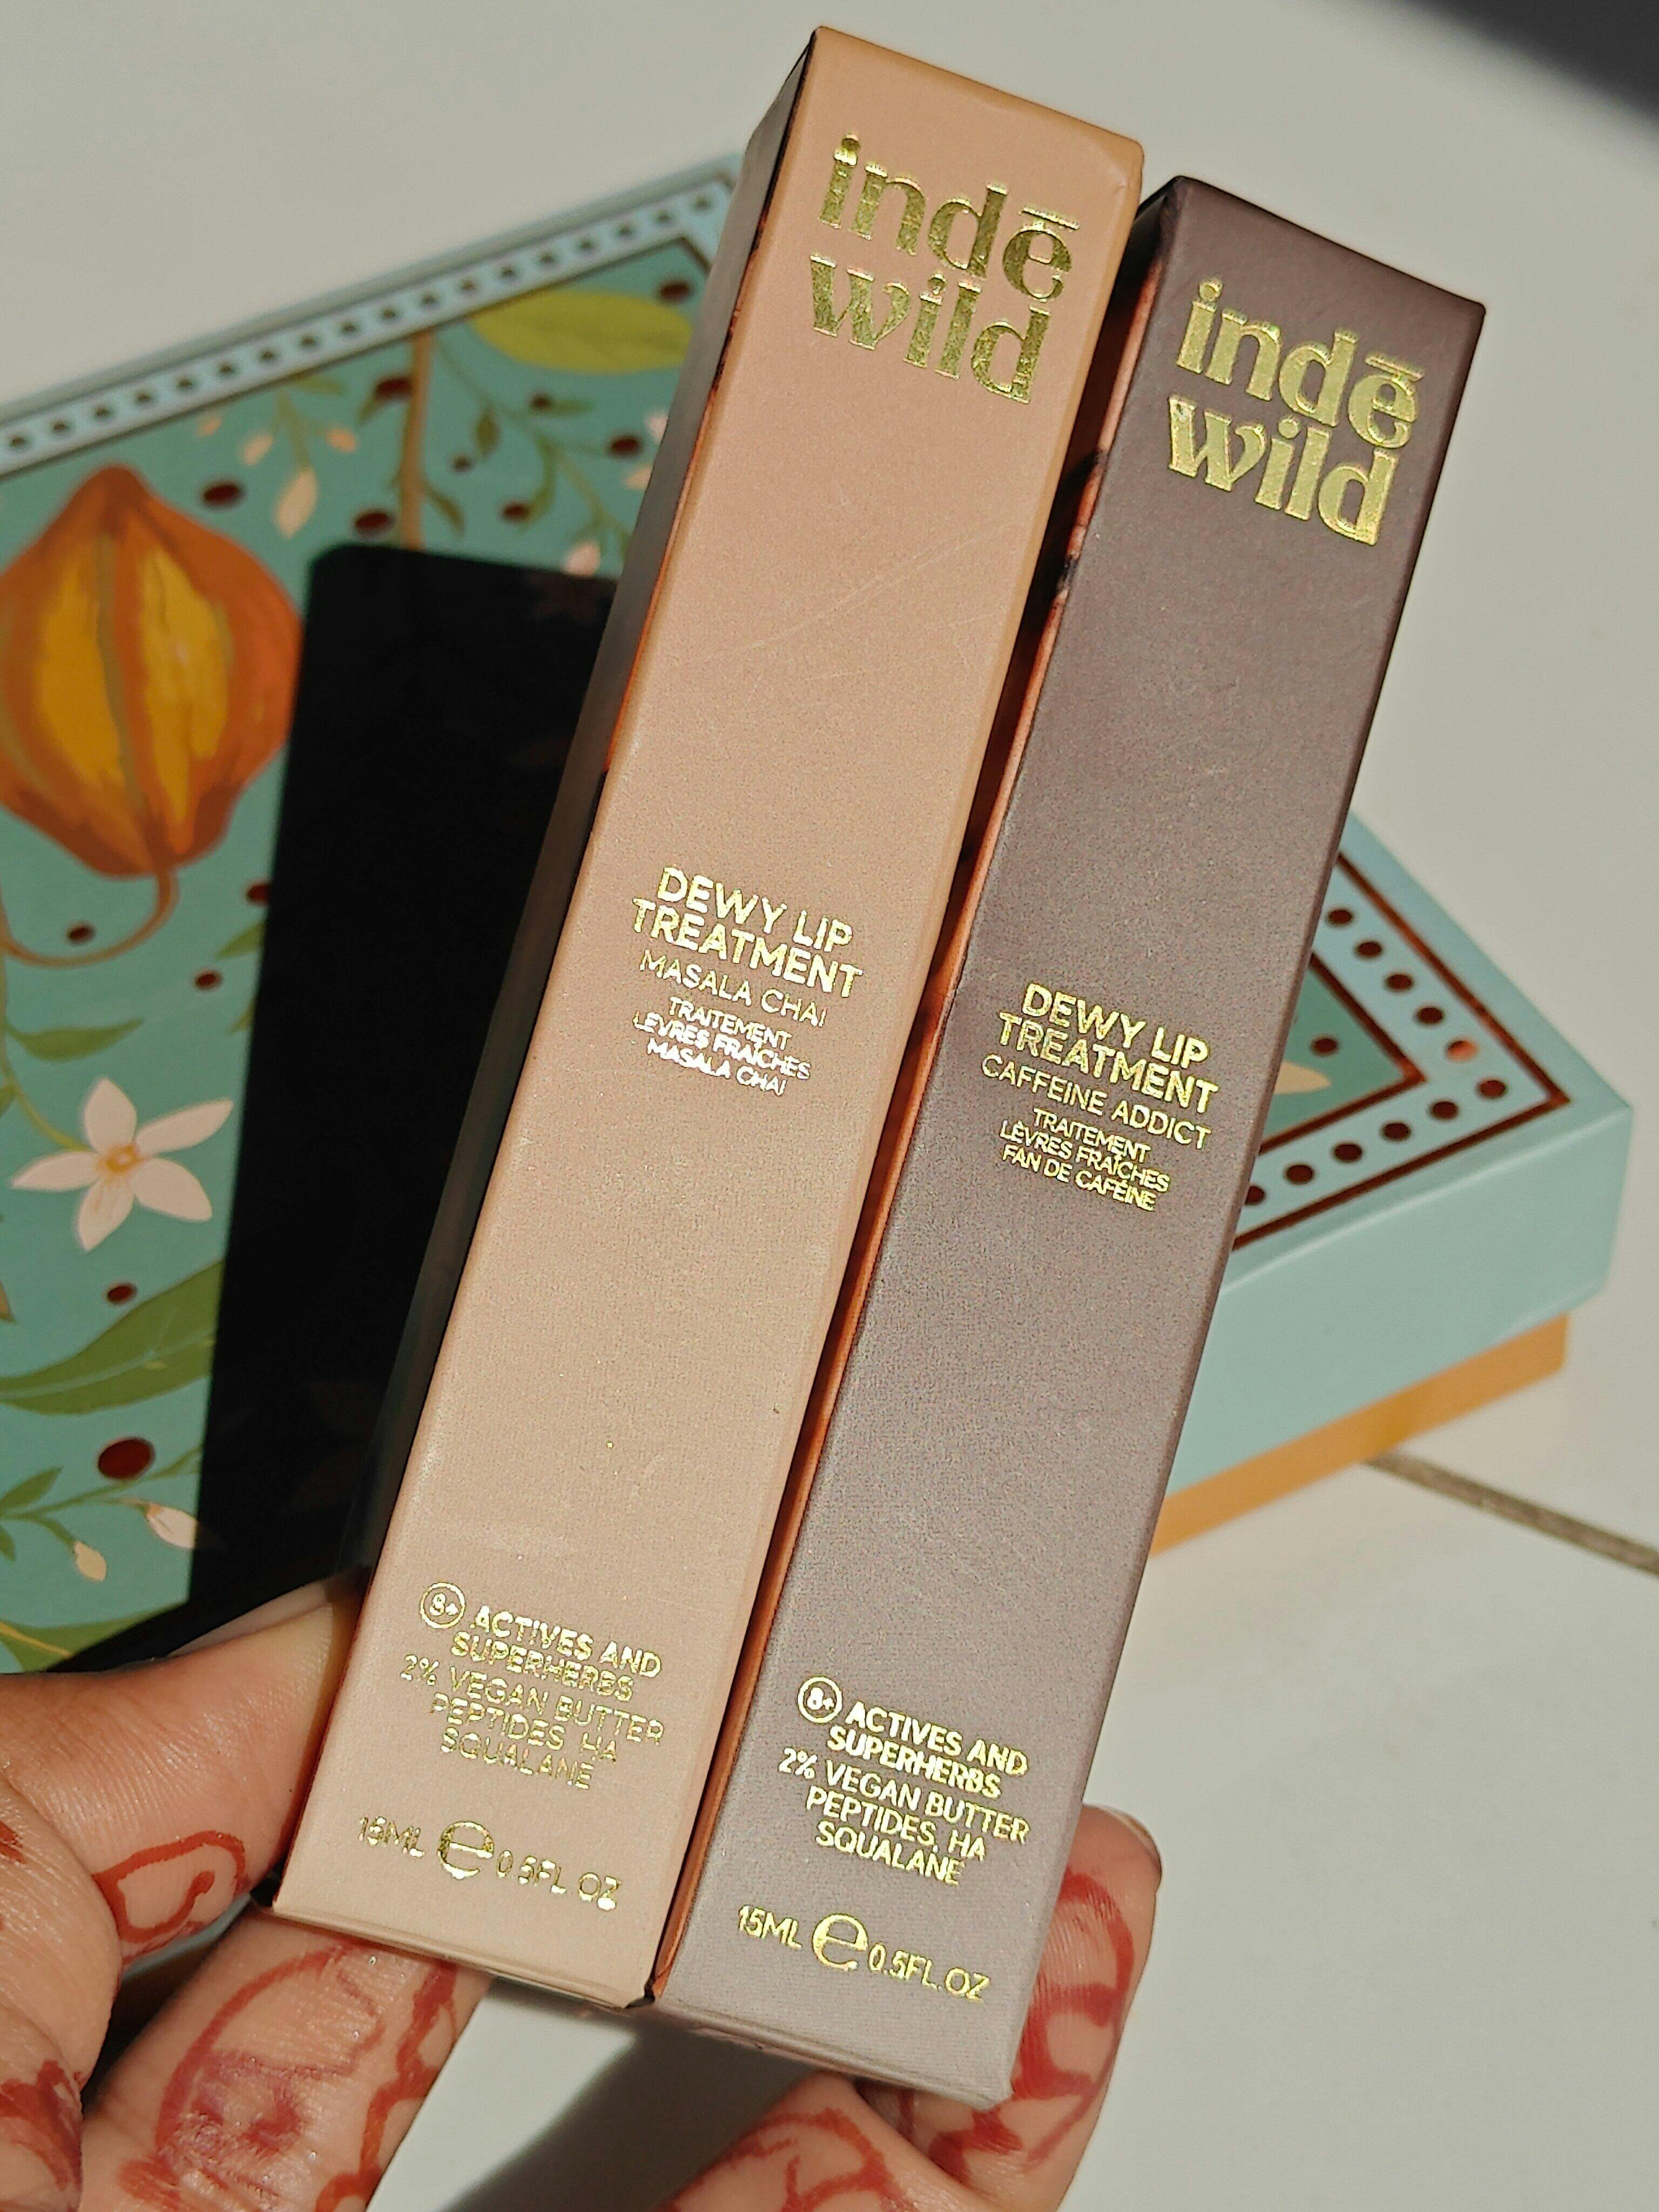 indē
wild
DEWY LIP
TREATMENT
MASALA CHAI
TRAITEMENT
LÈVRES FRAÎCHES
MASALA CHAI
8+ ACTIVES AND
SUPERHERBS
2% VEGAN BUTTER
PEPTIDES, HA
SQUALANE
15ML e 0.5FL.OZ
indē
wild
DEWY LIP
TREATMENT
CAFFEINE ADDICT
TRAITEMENT
LÈVRES FRAÎCHES
FAN DE CAFÉINE
8+ ACTIVES AND
SUPERHERBS
2% VEGAN BUTTER
PEPTIDES, HA
SQUALANE
15ML e 0.5FL.OZ